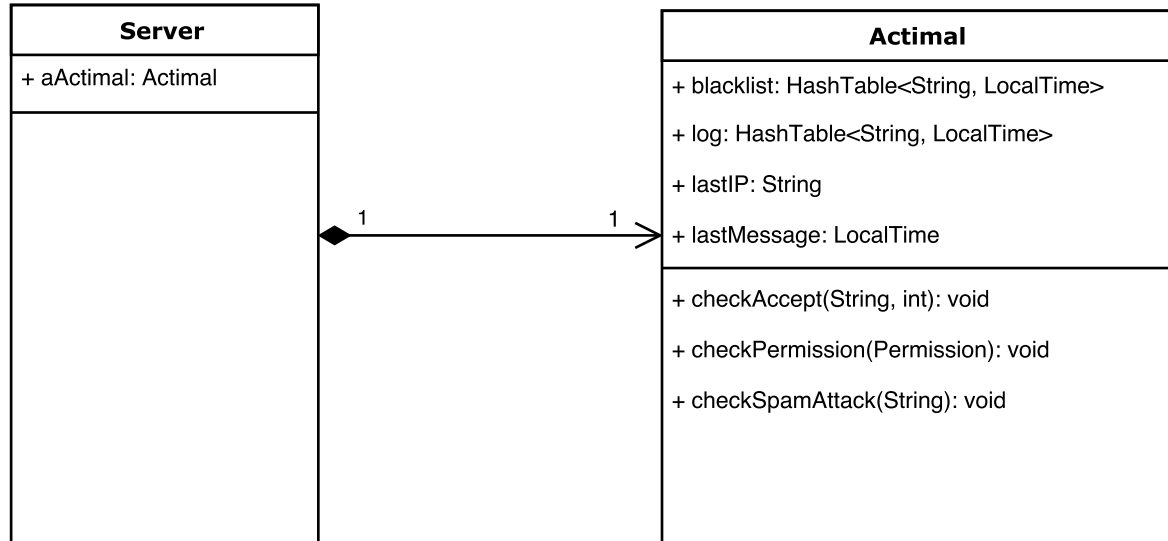 Server
+ aActimal: Actimal
1
1
Actimal
+ blacklist: HashTable<String, LocalTime>
+ log: HashTable<String, LocalTime>
+ lastIP: String
+ lastMessage: LocalTime
+ checkAccept(String, int): void
+ checkPermission(Permission): void
+ checkSpamAttack(String): void